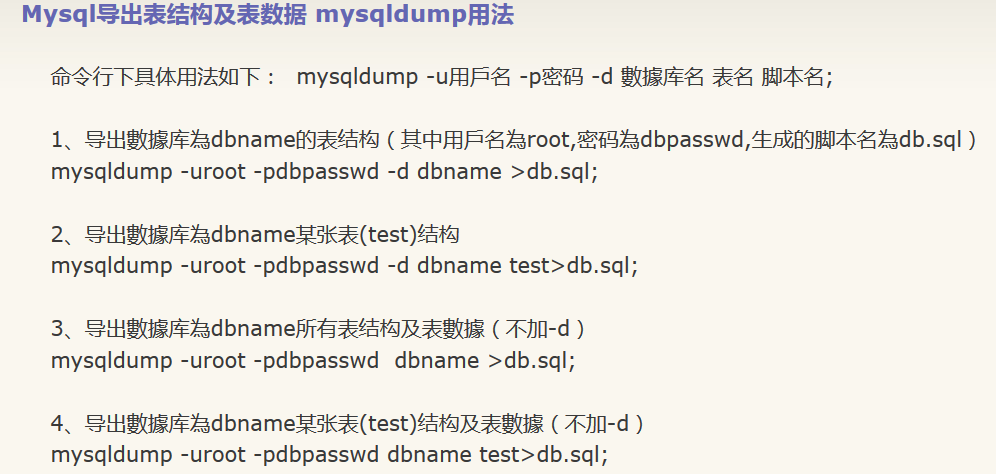 Mysql导出表结构及表数据 mysqldump用法
命令行下具体用法如下： mysqldump -u用戶名 -p密码 -d 數據库名 表名 脚本名;
1、导出數據库為dbname的表结构（其中用戶名為root,密码為dbpasswd,生成的脚本名為db.sql）
mysqldump -uroot -pdbpasswd -d dbname >db.sql;
2、导出數據库為dbname某张表(test)结构
mysqldump -uroot -pdbpasswd -d dbname test>db.sql;
3、导出數據库為dbname所有表结构及表數據（不加-d）
mysqldump -uroot -pdbpasswd  dbname >db.sql;
4、导出數據库為dbname某张表(test)结构及表數據（不加-d）
mysqldump -uroot -pdbpasswd dbname test>db.sql;